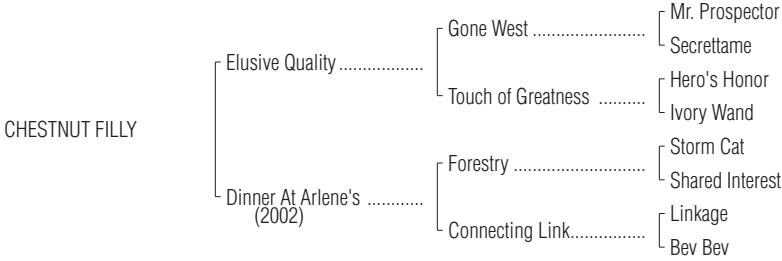 Mr. Prospector
Gone West ........................
Secrettame
Elusive Quality ..................
Hero's Honor
Touch of Greatness ..........
Ivory Wand
CHESTNUT FILLY
Storm Cat
Forestry ............................
Shared Interest
Dinner At Arlene's ............
(2002)
Linkage
Connecting Link................
Bev Bev